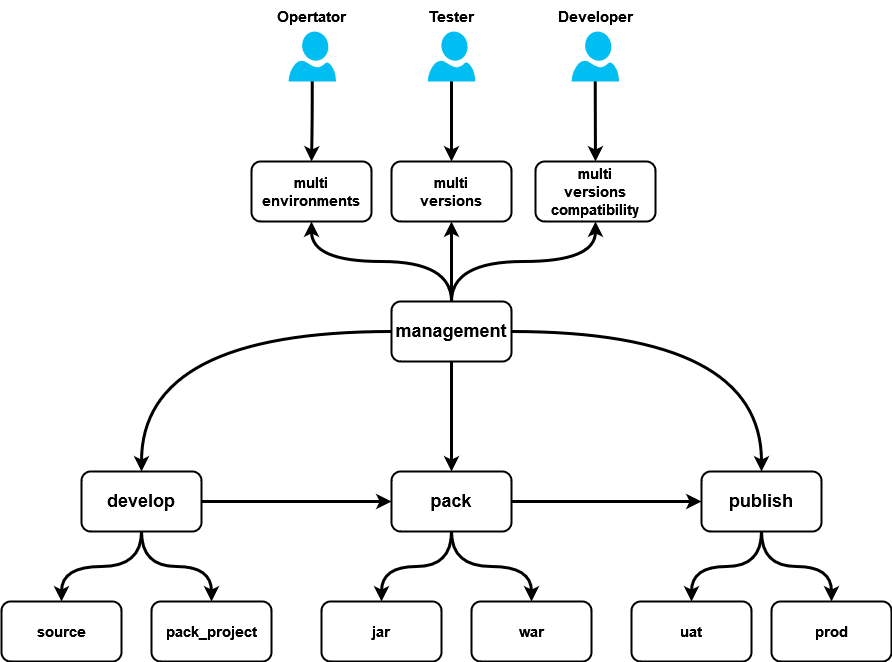 Opertator
Tester
Developer
multi
environments
multi
versions
multi
versions
compatibility
management
develop
pack
publish
source
pack_project
jar
war
uat
prod